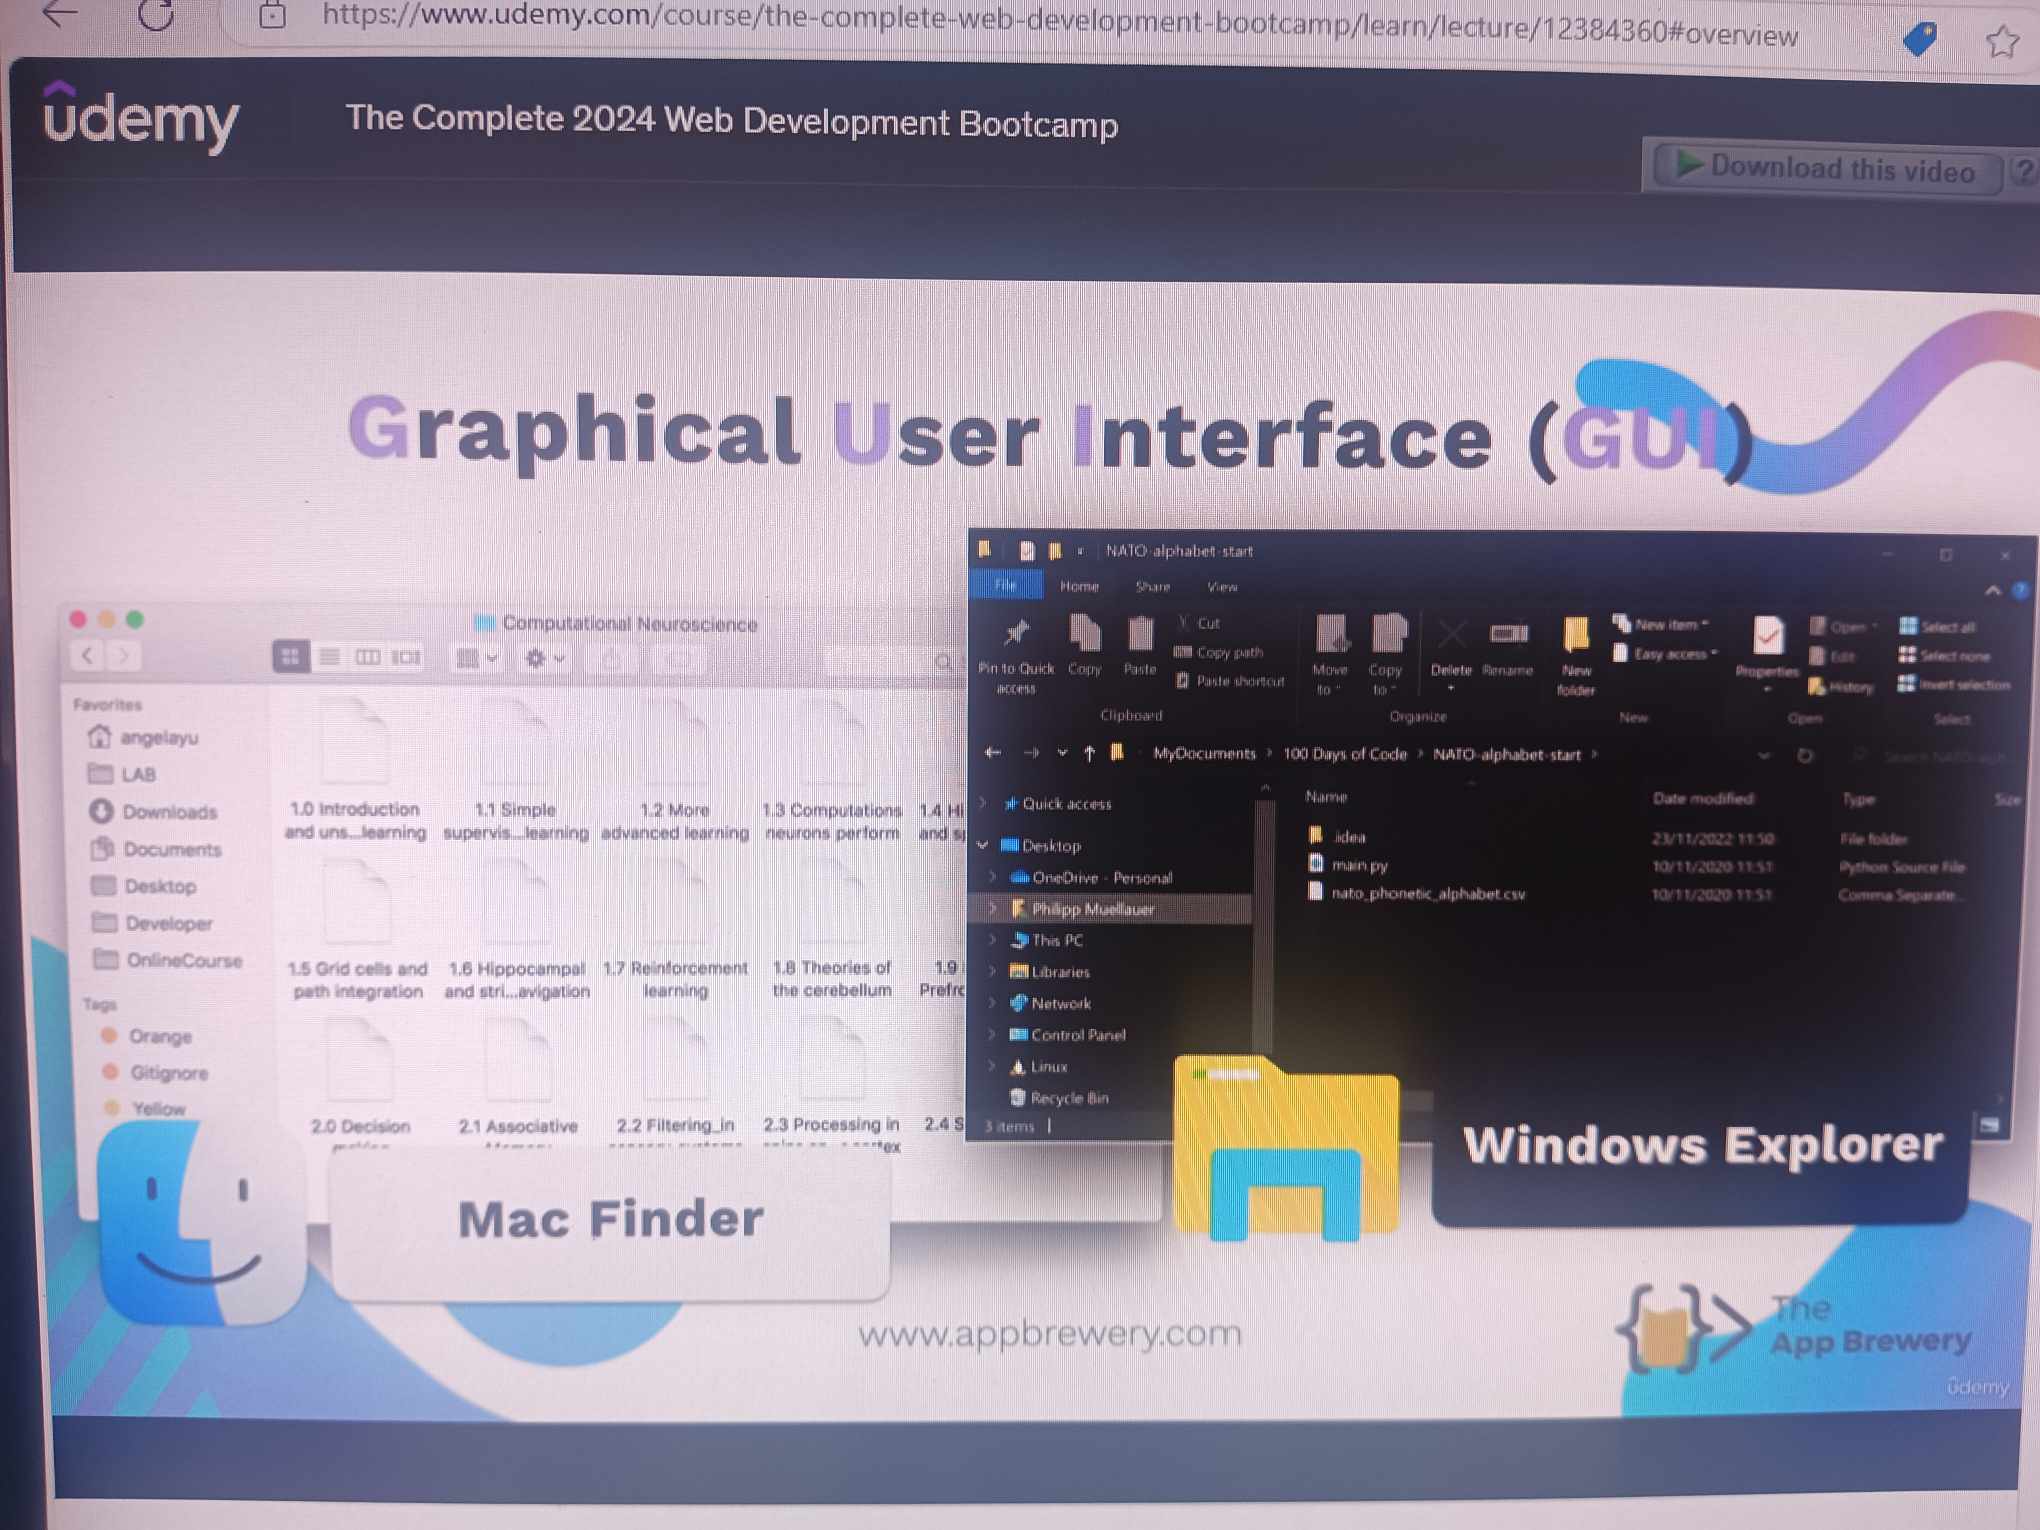 https://www.udemy.com/course/the-complete-web-development-bootcamp/learn/lecture/12384360#overview
udemy
The Complete 2024 Web Development Bootcamp
Download this video ?
Graphical User Interface (GUI)
Computational Neuroscience
Favorites
angelayu
LAB
Downloads
Documents
Desktop
Developer
OnlineCourse
Tags
Orange
Gitignore
Yellow
1.0 Introduction and uns...learning
1.1 Simple supervis...learning
1.2 More advanced learning
1.3 Computations neurons perform
1.4 Hi
and sp
1.5 Grid cells and path integration
1.6 Hippocampal and stri...avigation
1.7 Reinforcement learning
1.8 Theories of the cerebellum
1.9
Prefro
2.0 Decision
2.1 Associative
2.2 Filtering_in
2.3 Processing in
2.4 S
NATO-alphabet-start
File Home Share View
Pin to Quick access
Copy
Paste
Cut
Copy path
Paste shortcut
Clipboard
Move to
Copy to
Delete
Rename
Organize
New folder
New item
Easy access
New
Properties
Open
Edit
History
Open
Select all
Select none
Invert selection
Select
MyDocuments > 100 Days of Code > NATO-alphabet-start >
Quick access
Desktop
OneDrive - Personal
Philipp Muellauer
This PC
Libraries
Network
Control Panel
Linux
Recycle Bin
3 items
Name Date modified Type Size
.idea 23/11/2022 11:50 File folder
main.py 10/11/2020 11:51 Python Source File
nato_phonetic_alphabet.csv 10/11/2020 11:51 Comma Separate...
Mac Finder
Windows Explorer
www.appbrewery.com
The
App Brewery
udemy